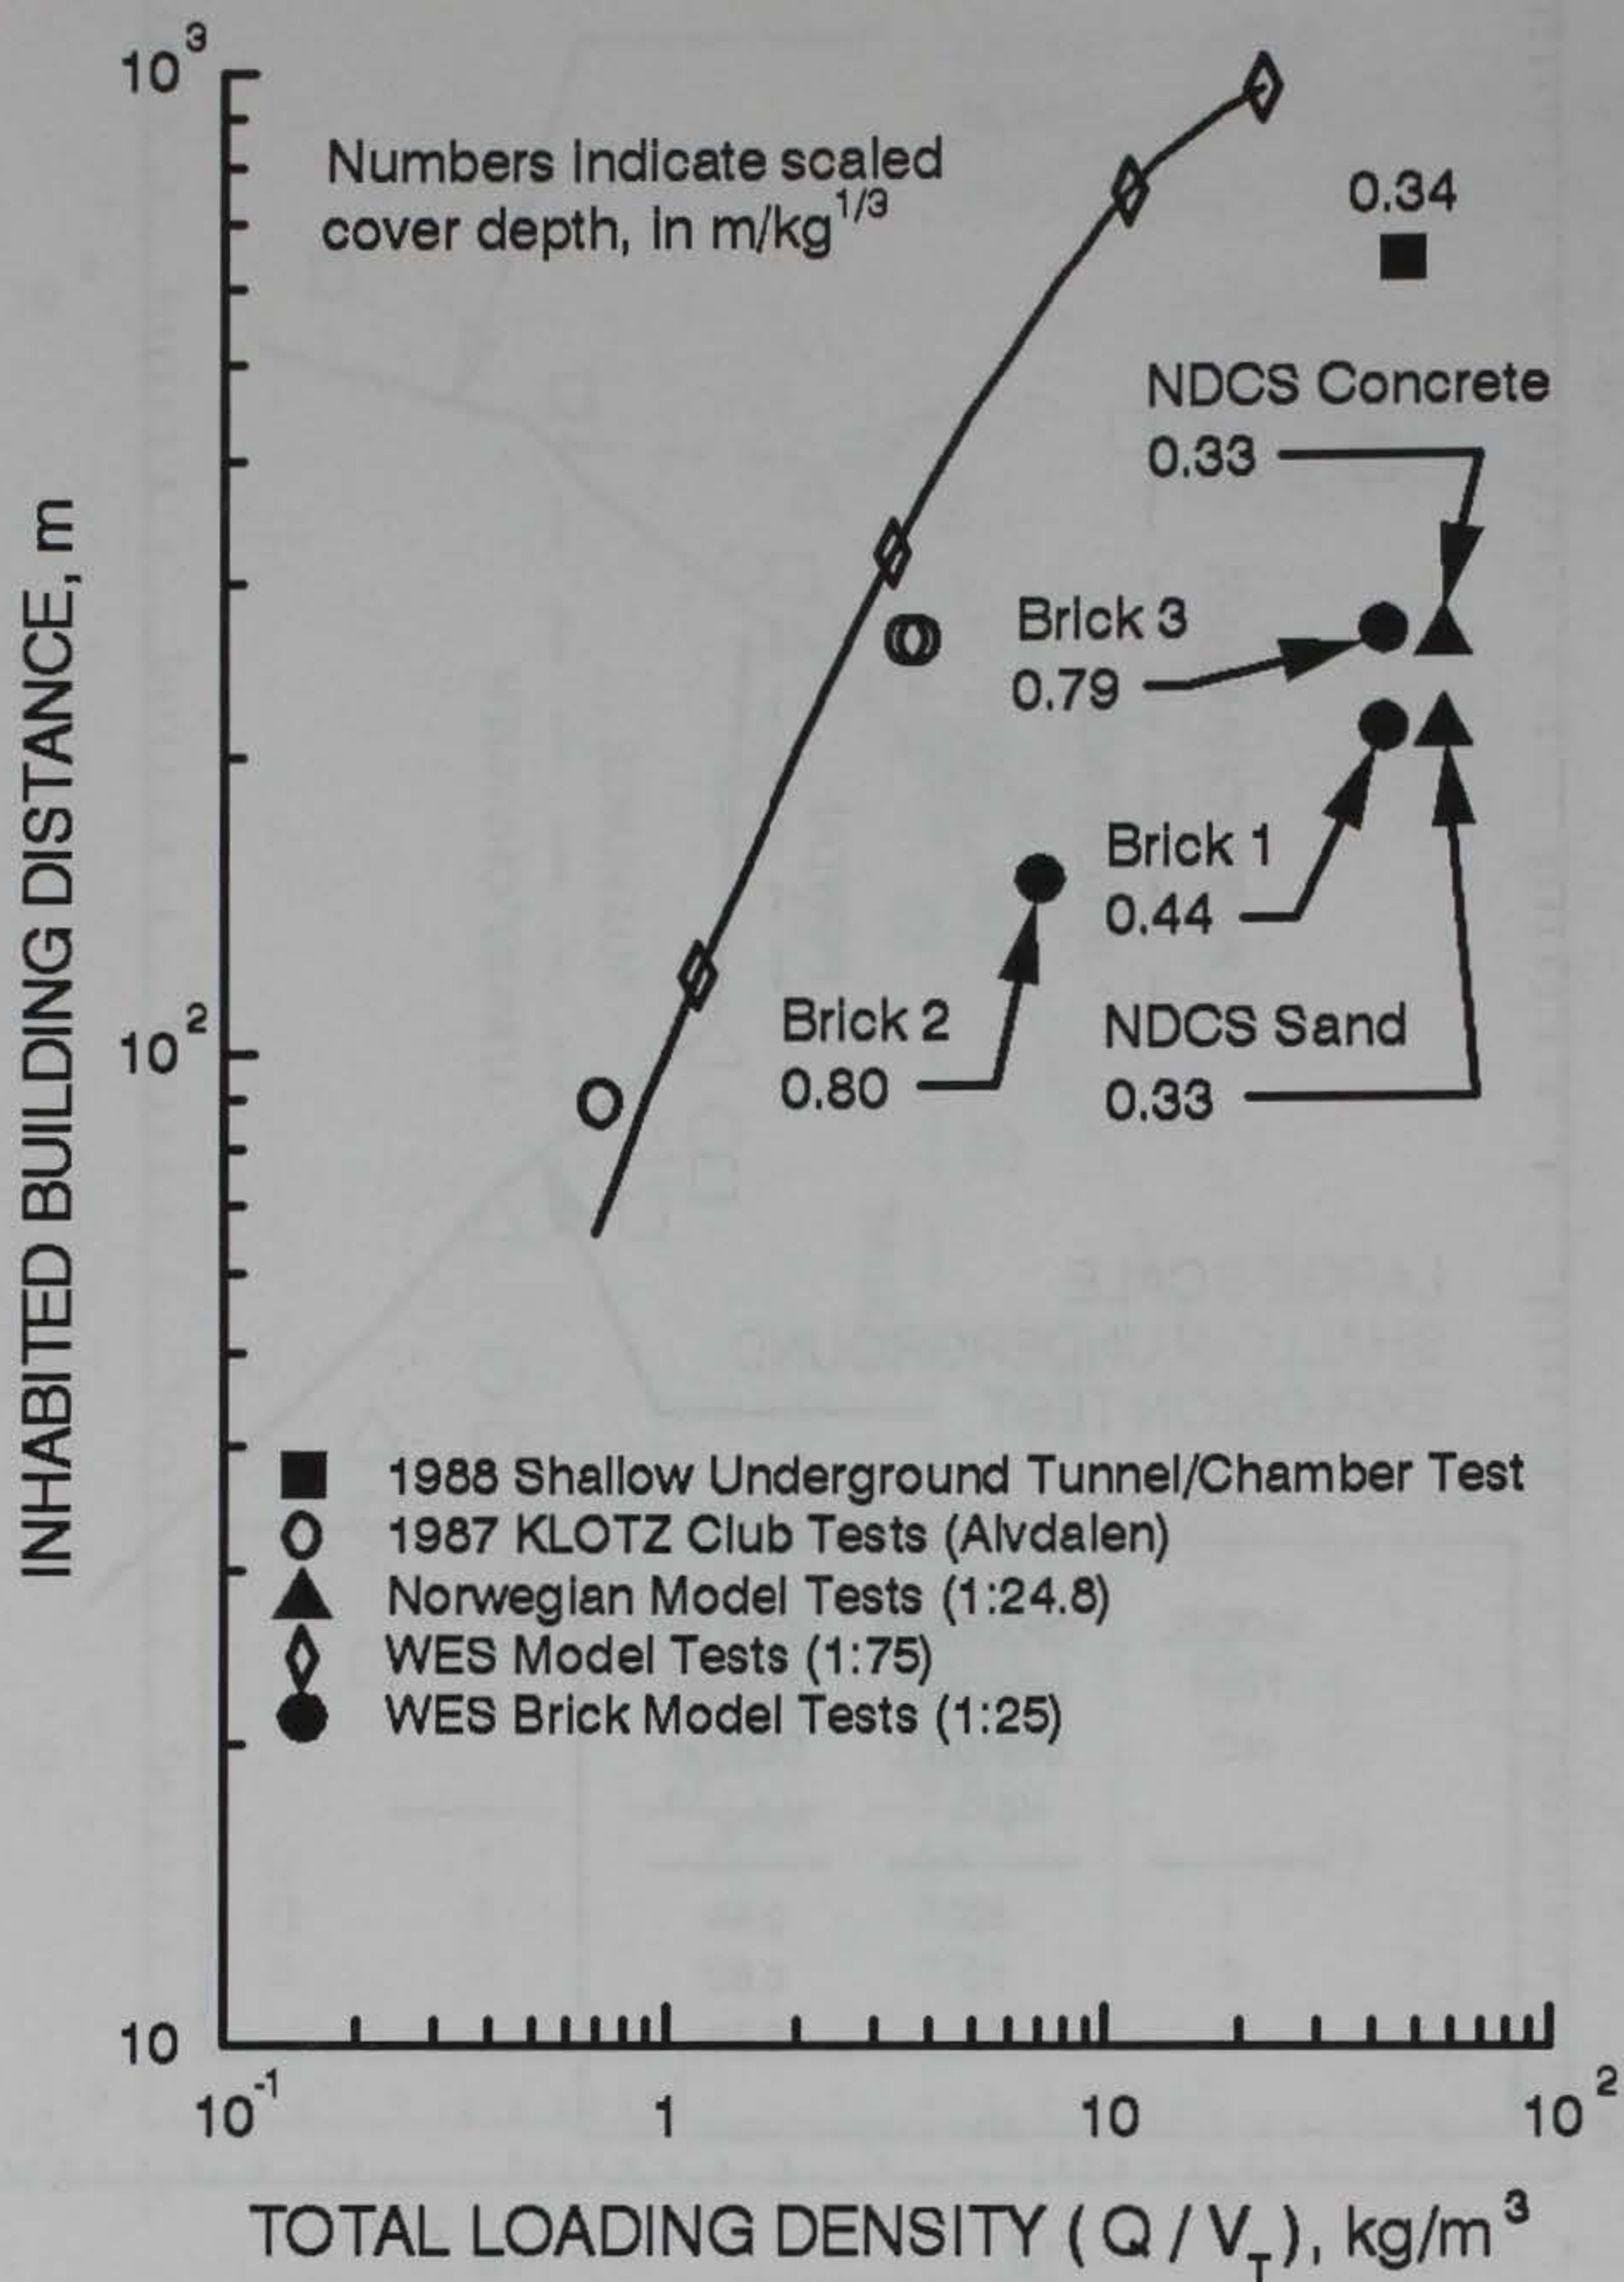 10³
Numbers Indicate scaled
cover depth, in m/kg¹/³
0.34
NDCS Concrete
0.33
Brick 3
0.79
Brick 1
0.44
10²
Brick 2
0.80
NDCS Sand
0.33
INHABITED BUILDING DISTANCE, m
1988 Shallow Underground Tunnel/Chamber Test
1987 KLOTZ Club Tests (Alvdalen)
Norwegian Model Tests (1:24.8)
WES Model Tests (1:75)
WES Brick Model Tests (1:25)
10
10⁻¹ 1 10 10²
TOTAL LOADING DENSITY (Q/V_T), kg/m³